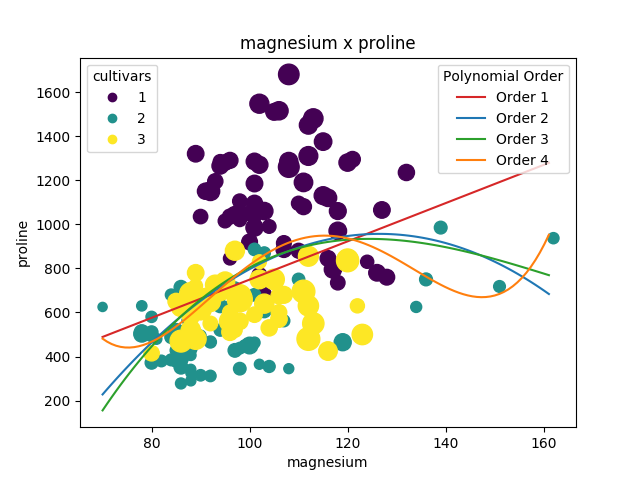 magnesium x proline
cultivars
1
2
3
Polynomial Order
Order 1
Order 2
Order 3
Order 4
proline
1600
1400
1200
1000
800
600
400
200
80 100 120 140 160
magnesium